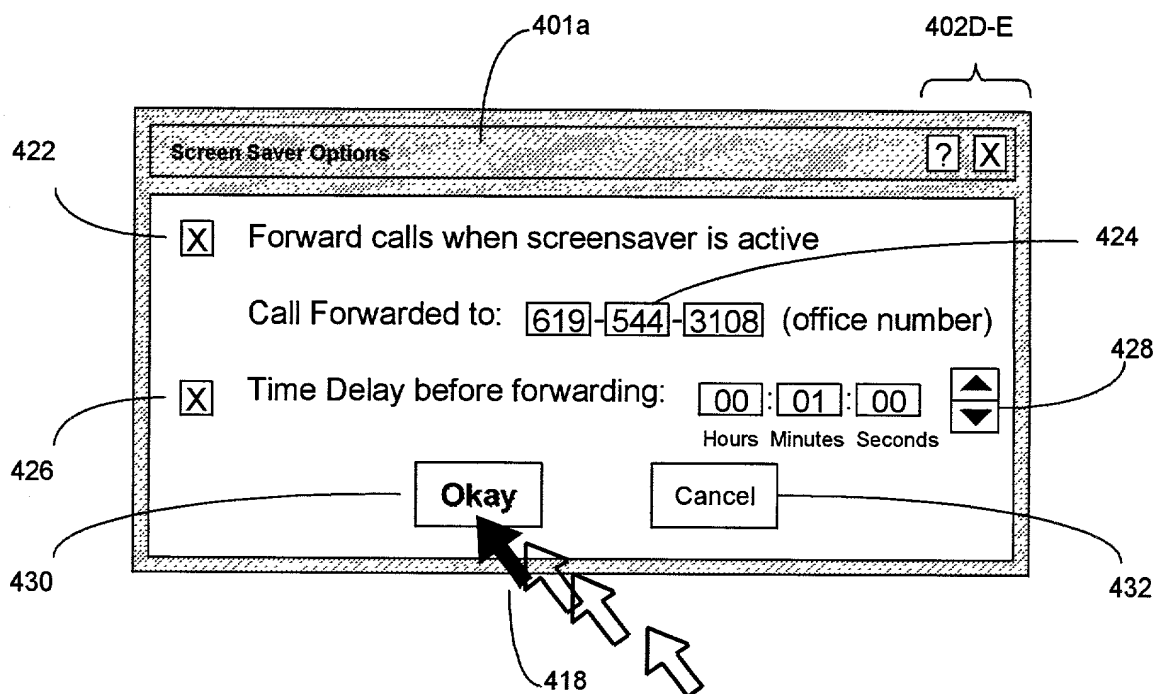 401a
402D-E
422
Screen Saver Options
? X
X Forward calls when screensaver is active
424
Call Forwarded to: 619-544-3108 (office number)
428
X Time Delay before forwarding: 00:01:00
Hours Minutes Seconds
426
Okay
Cancel
430
432
418